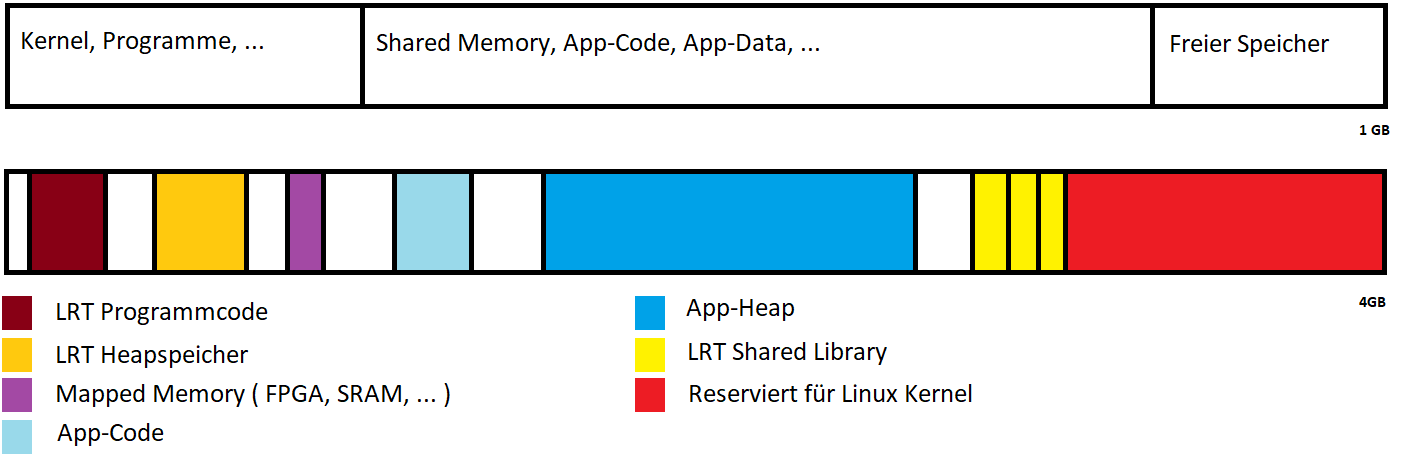 Kernel, Programme, ...
Shared Memory, App-Code, App-Data, ...
Freier Speicher
1 GB
4GB
LRT Programmcode
LRT Heapspeicher
Mapped Memory ( FPGA, SRAM, ... )
App-Code
App-Heap
LRT Shared Library
Reserviert für Linux Kernel